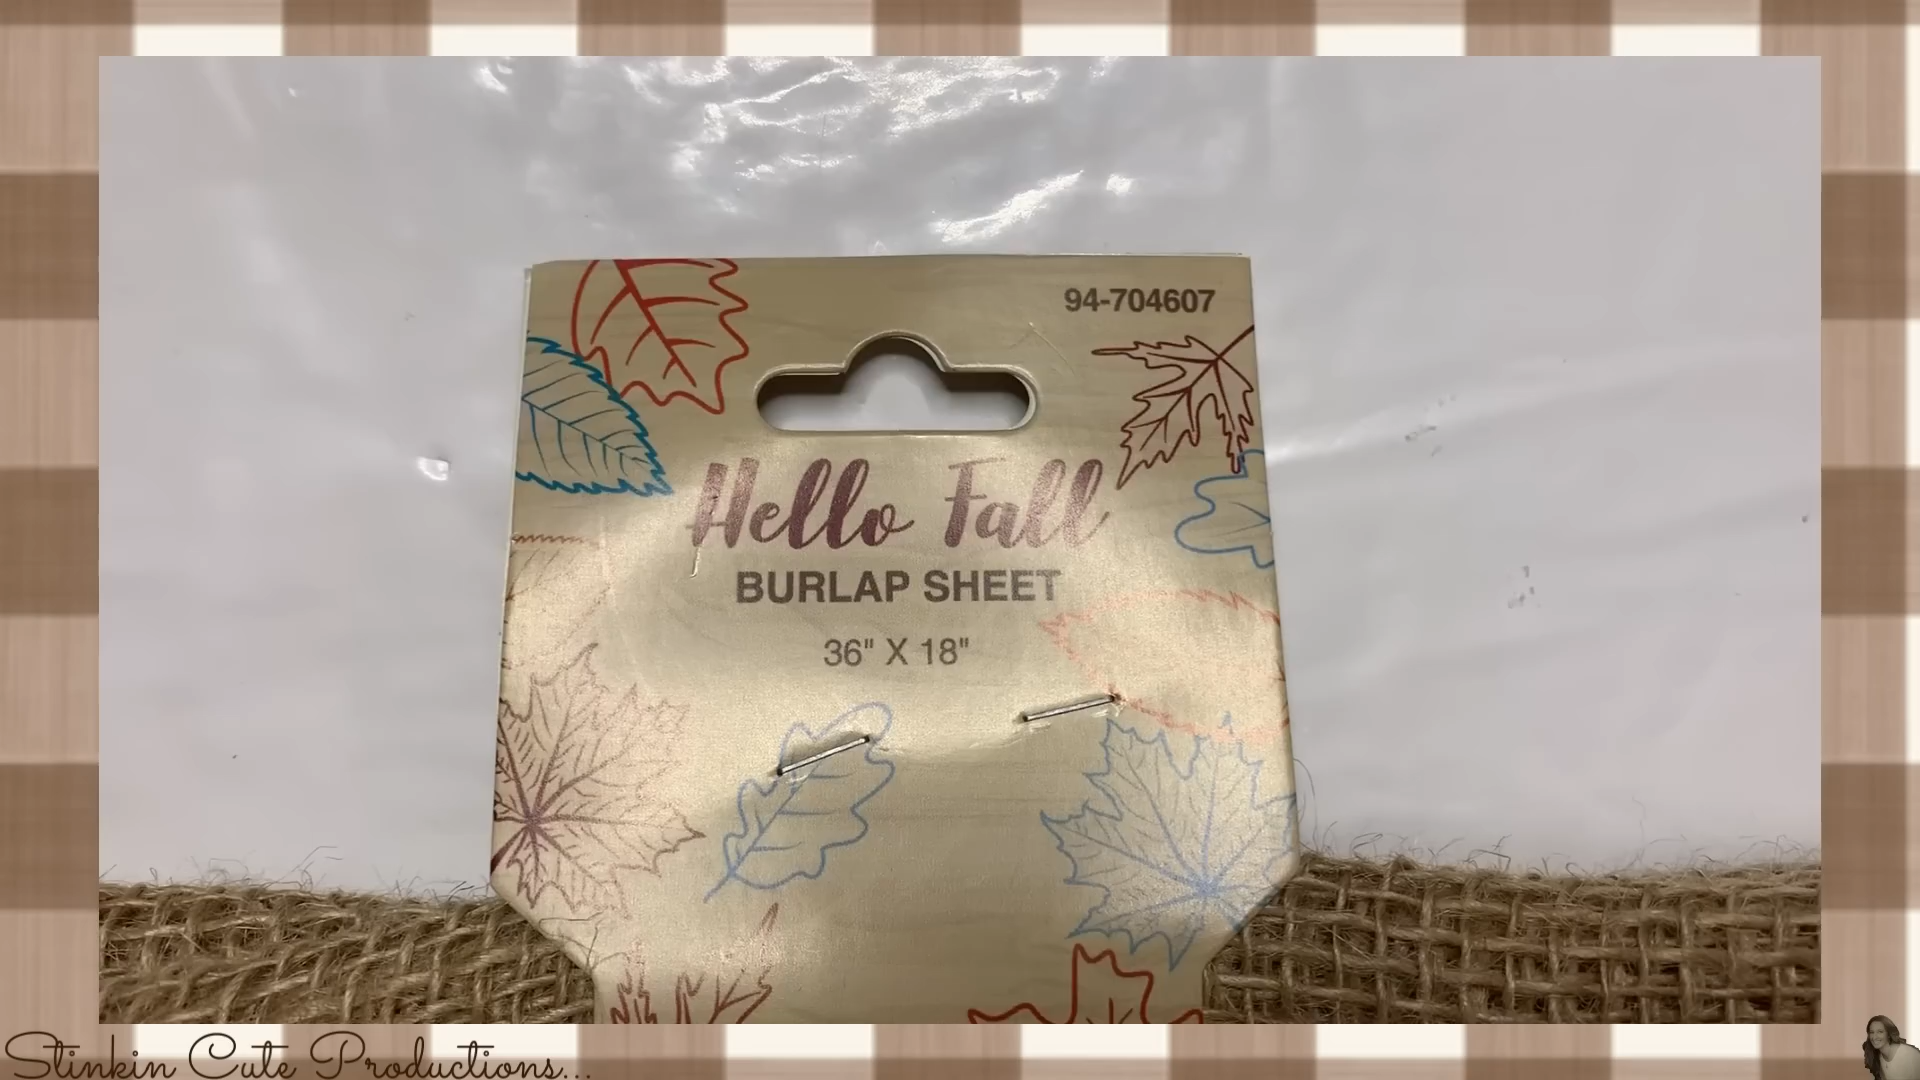 94-704607
Hello Fall
BURLAP SHEET
36" X 18"
Stinkin Cute Productions...